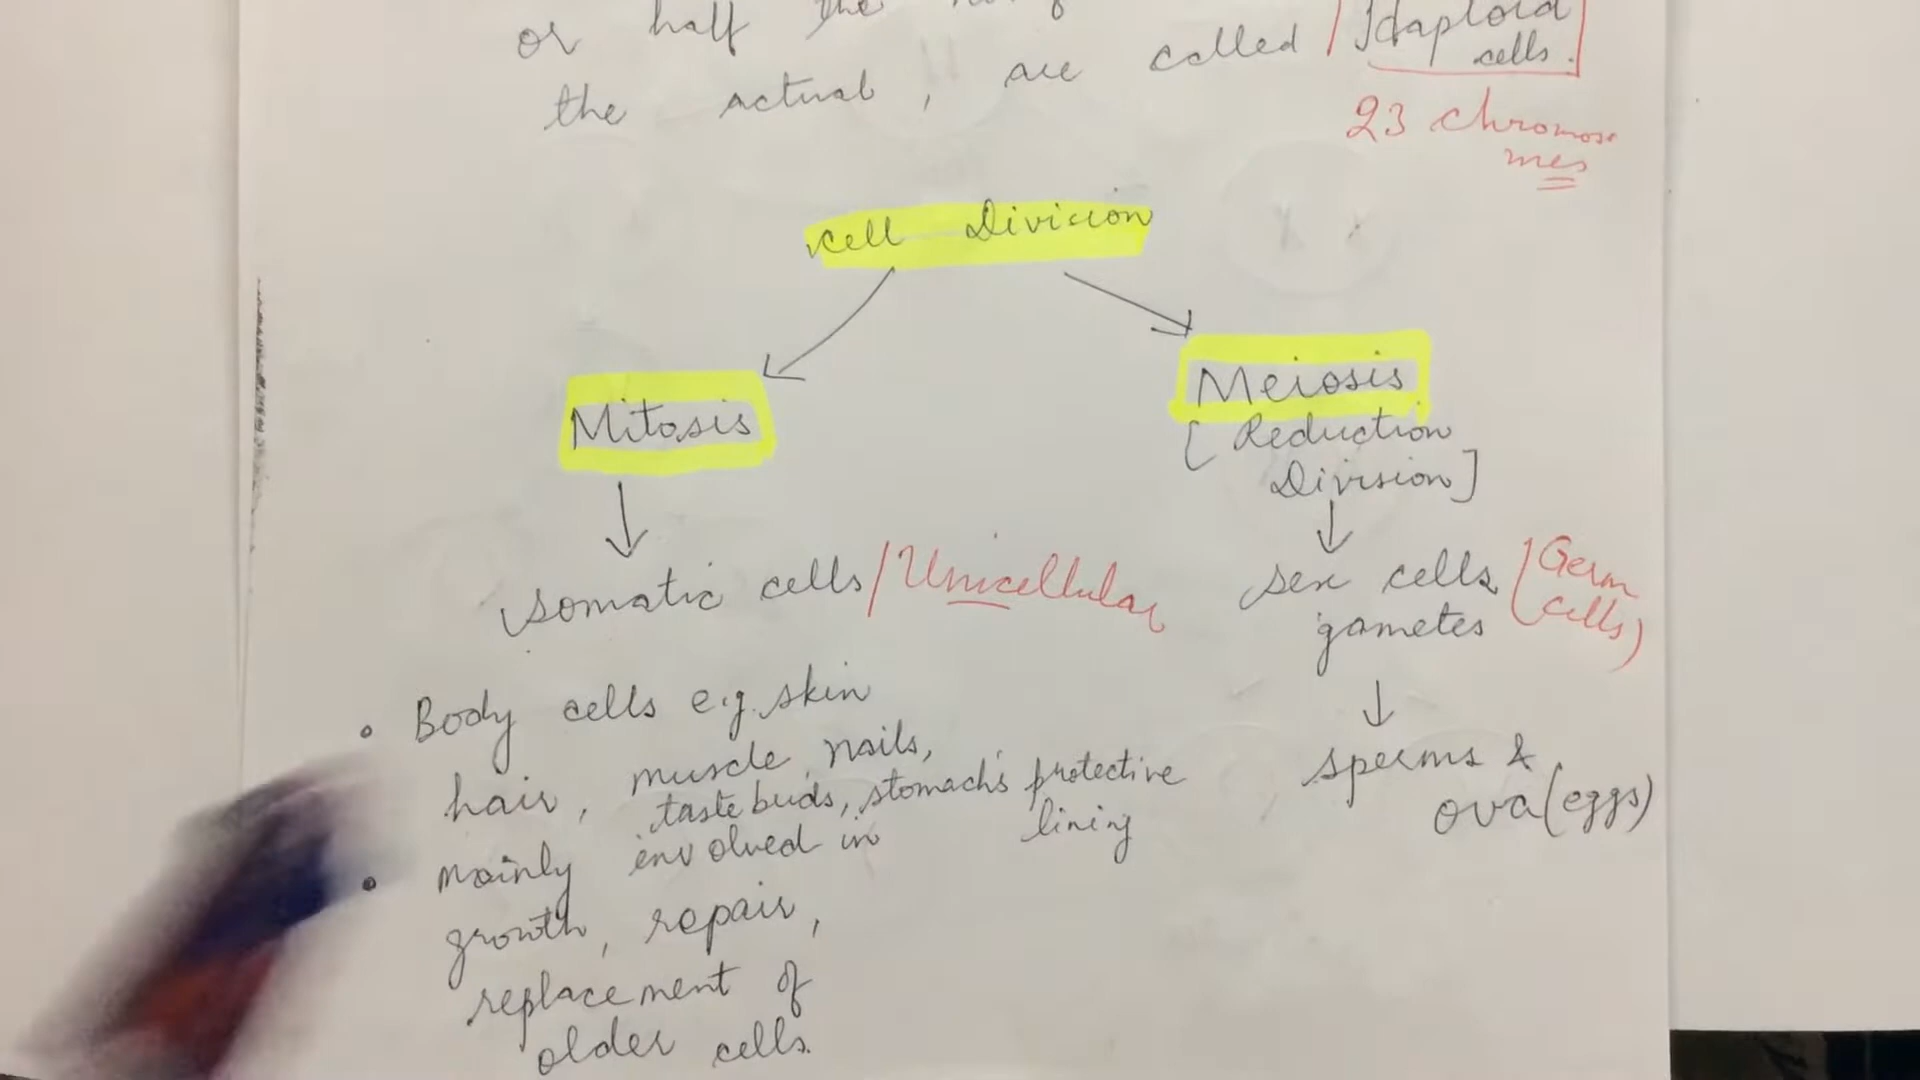 or half the
the actual, are called Haploid
cells.
23 chromoso
mes
Cell Division
Mitosis
Meiosis
[Reduction
Division]
somatic cells/Unicellular
sex cells (Germ
gametes cells)
sperms &
ova (eggs)
• Body cells e.g. skin
hair, muscle, nails,
taste buds, stomach's protective
lining
• mainly involved in
growth, repair,
replacement of
older cells.